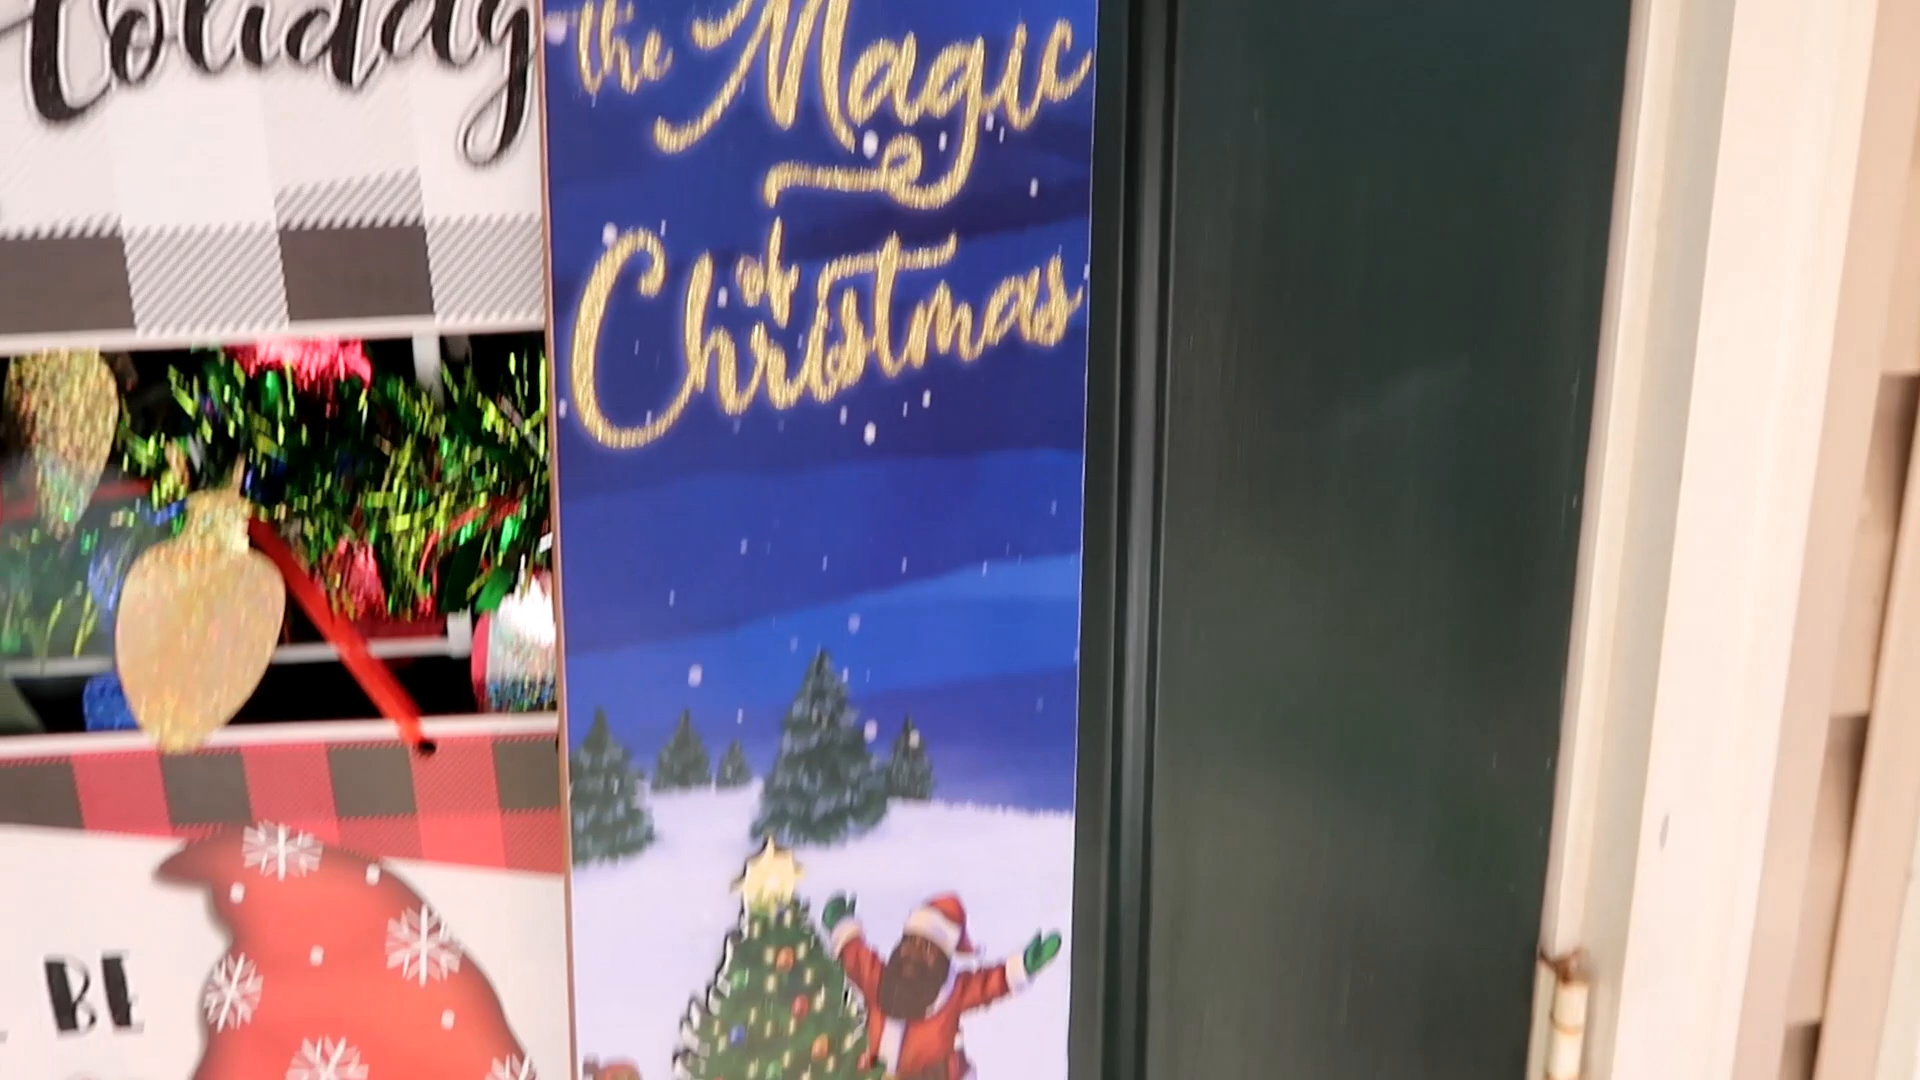 Holiday
the Magic
of
Christmas
BE